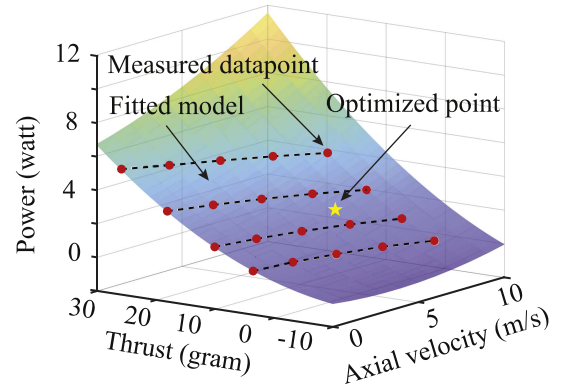 12
Measured datapoint
Fitted model
Optimized point
8
Power (watt)
4
0
30
20
10
0
-10
Thrust (gram)
0
5
10
Axial velocity (m/s)